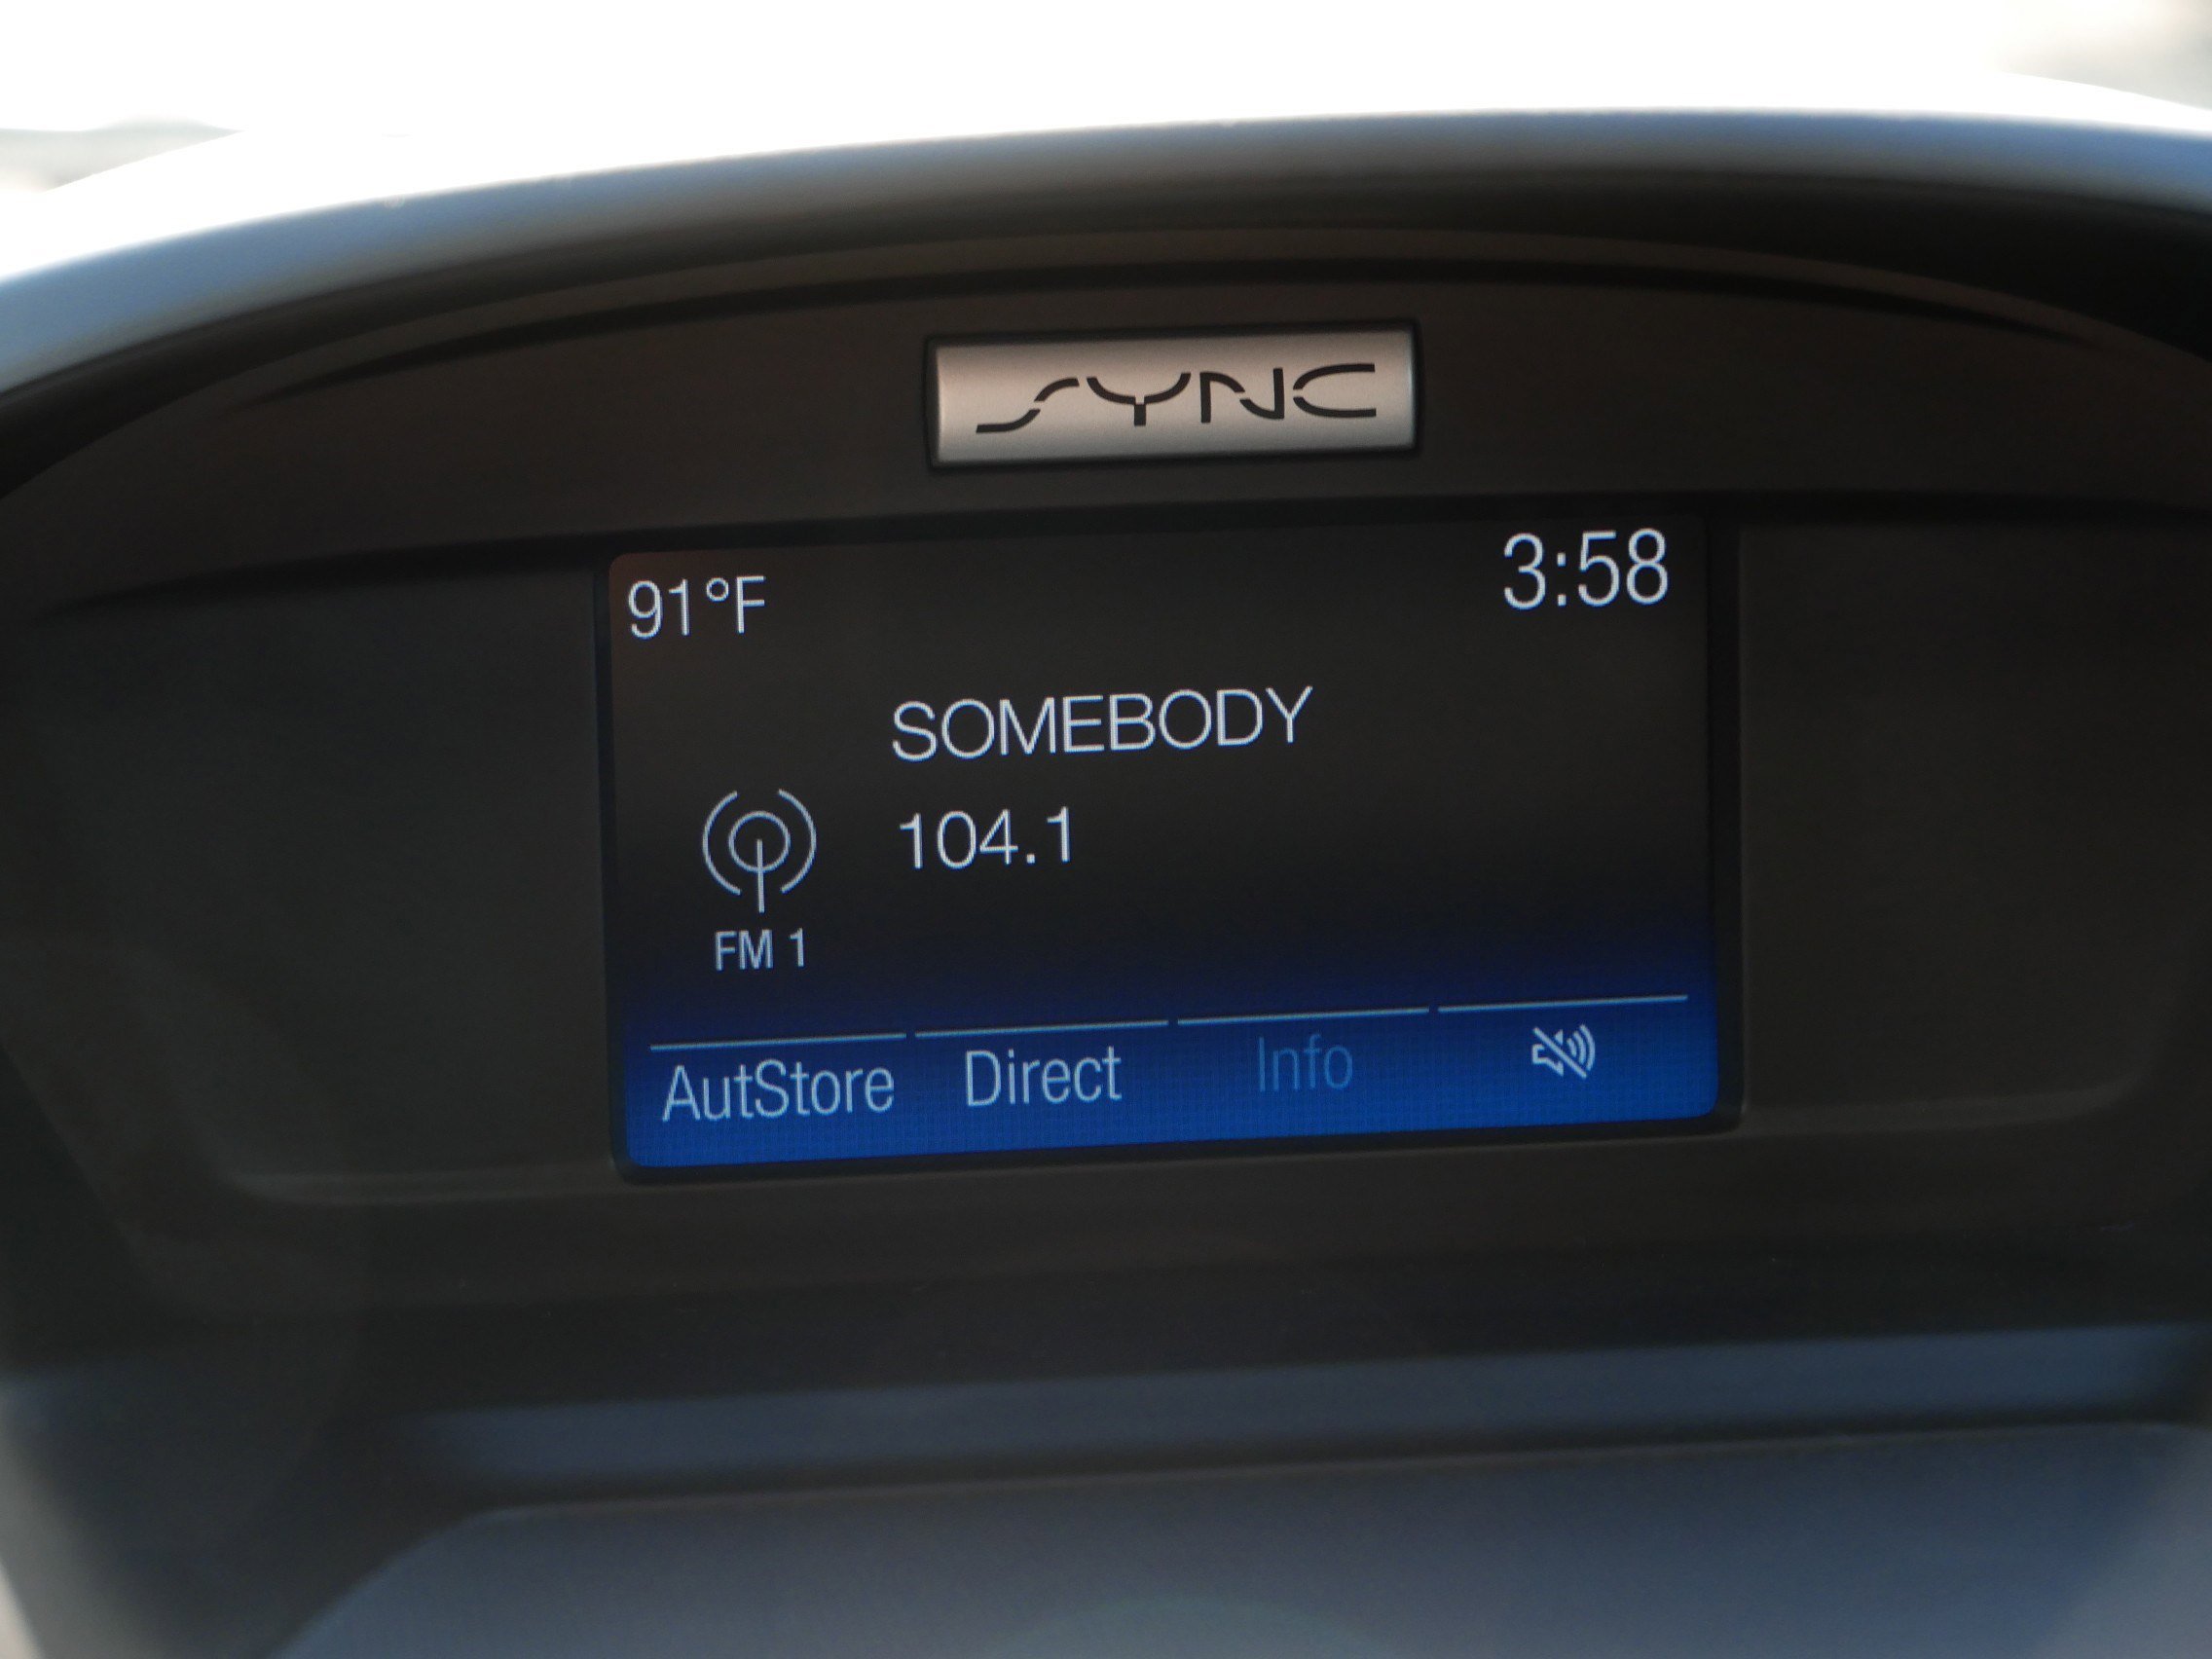 SYNC
91°F 3:58
SOMEBODY
104.1
FM 1
AutStore Direct Info